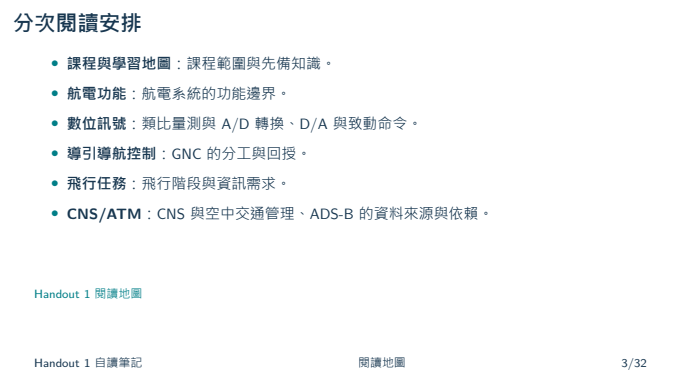 分次閱讀安排
• 課程與學習地圖：課程範圍與先備知識。
• 航電功能：航電系統的功能邊界。
• 數位訊號：類比量測與 A/D 轉換、D/A 與致動命令。
• 導引導航控制：GNC 的分工與回授。
• 飛行任務：飛行階段與資訊需求。
• CNS/ATM：CNS 與空中交通管理、ADS-B 的資料來源與依賴。
Handout 1 閱讀地圖
Handout 1 自讀筆記 閱讀地圖 3/32